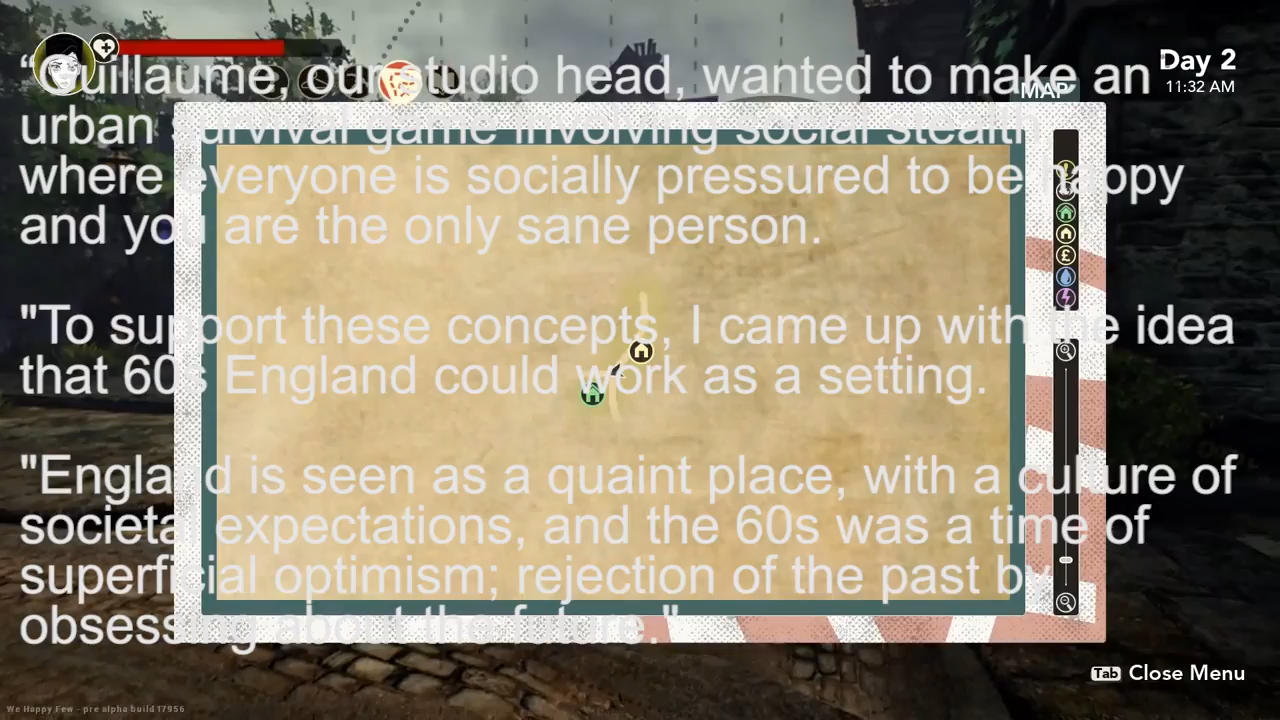 Day 2
11:32 AM
MAP
“Guillaume, our studio head, wanted to make an
urban survival game involving social stealth
where everyone is socially pressured to be happy
and you are the only sane person.
"To support these concepts, I came up with the idea
that 60s England could work as a setting.
"England is seen as a quaint place, with a culture of
societal expectations, and the 60s was a time of
superficial optimism; rejection of the past by
obsessing about the future."
Tab Close Menu
We Happy Few - pre alpha build 17956